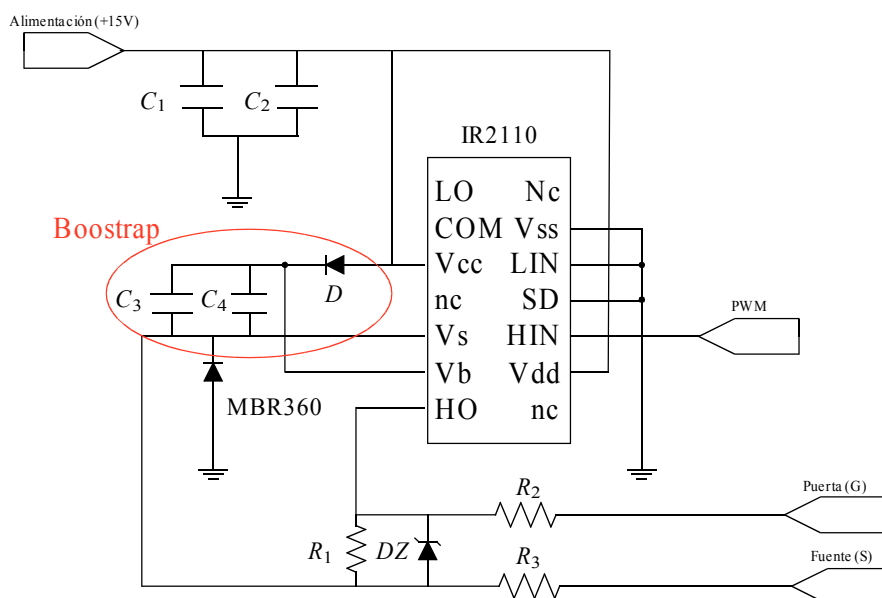 Alimentación (+15V)
C1
C2
IR2110
LO
Nc
COM
Vss
Vcc
LIN
nc
SD
Vs
HIN
Vb
Vdd
HO
nc
Boostrap
C3
C4
D
PWM
MBR360
R1
DZ
R2
Puerta (G)
R3
Fuente (S)